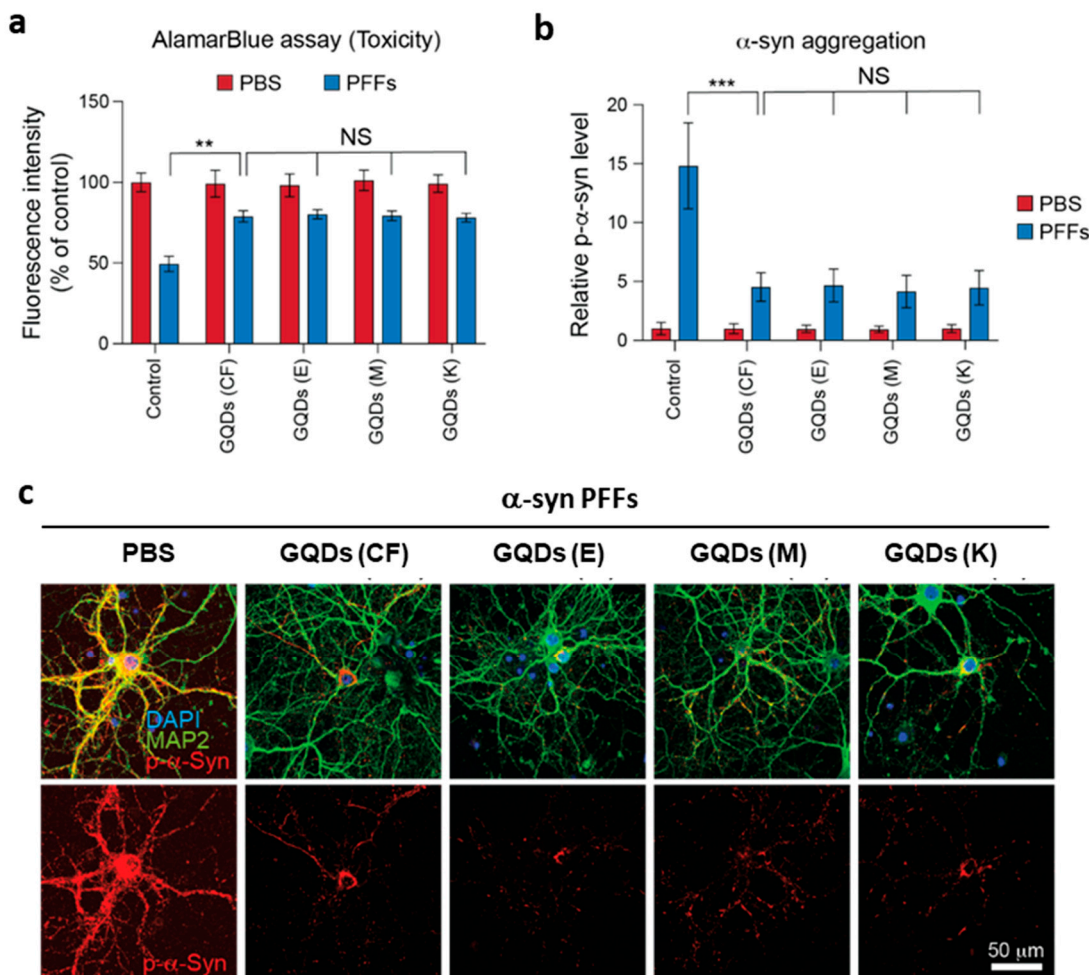 a
AlamarBlue assay (Toxicity)
PBS
PFFs
Fluorescence intensity
(% of control)
150
100
50
0
**
NS
Control
GQDs (CF)
GQDs (E)
GQDs (M)
GQDs (K)
b
α-syn aggregation
Relative p-α-syn level
20
15
10
5
0
***
NS
PBS
PFFs
Control
GQDs (CF)
GQDs (E)
GQDs (M)
GQDs (K)
c
α-syn PFFs
PBS
GQDs (CF)
GQDs (E)
GQDs (M)
GQDs (K)
DAPI
MAP2
p-α-Syn
p-α-Syn
50 μm